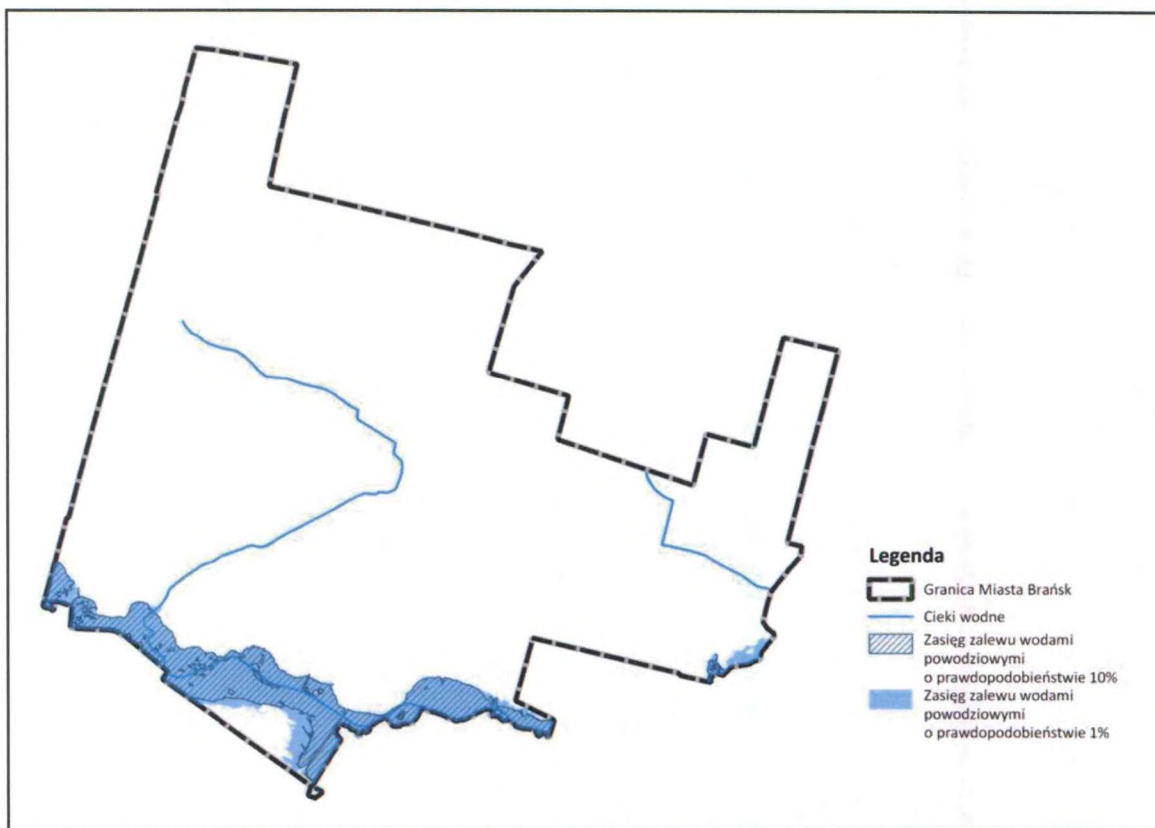 Legenda
Granica Miasta Brańsk
Cieki wodne
Zasięg zalewu wodami
powodziowymi
o prawdopodobieństwie 10%
Zasięg zalewu wodami
powodziowymi
o prawdopodobieństwie 1%